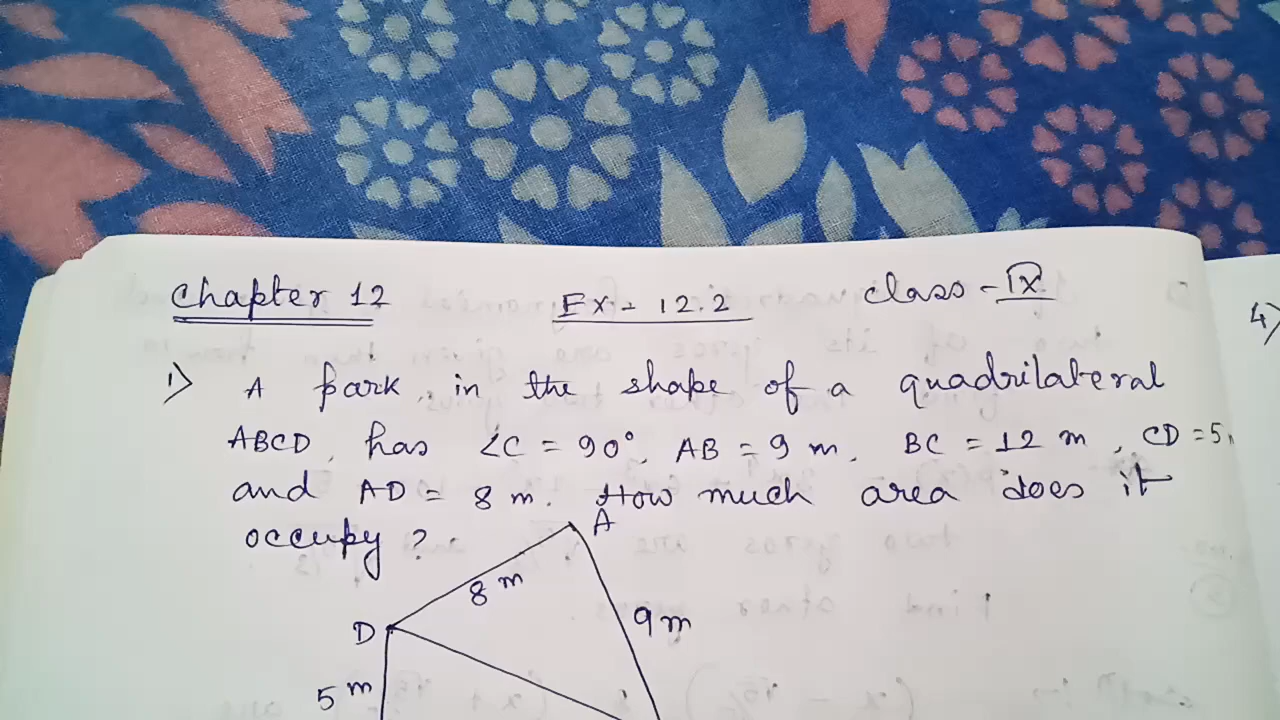 Chapter 12 Ex - 12.2 class - IX
4)
1) A park, in the shape of a quadrilateral
ABCD, has ∠C = 90°, AB = 9 m, BC = 12 m, CD = 5
and AD = 8 m. How much area does it
occupy?
A
8 m
D
9 m
5 m